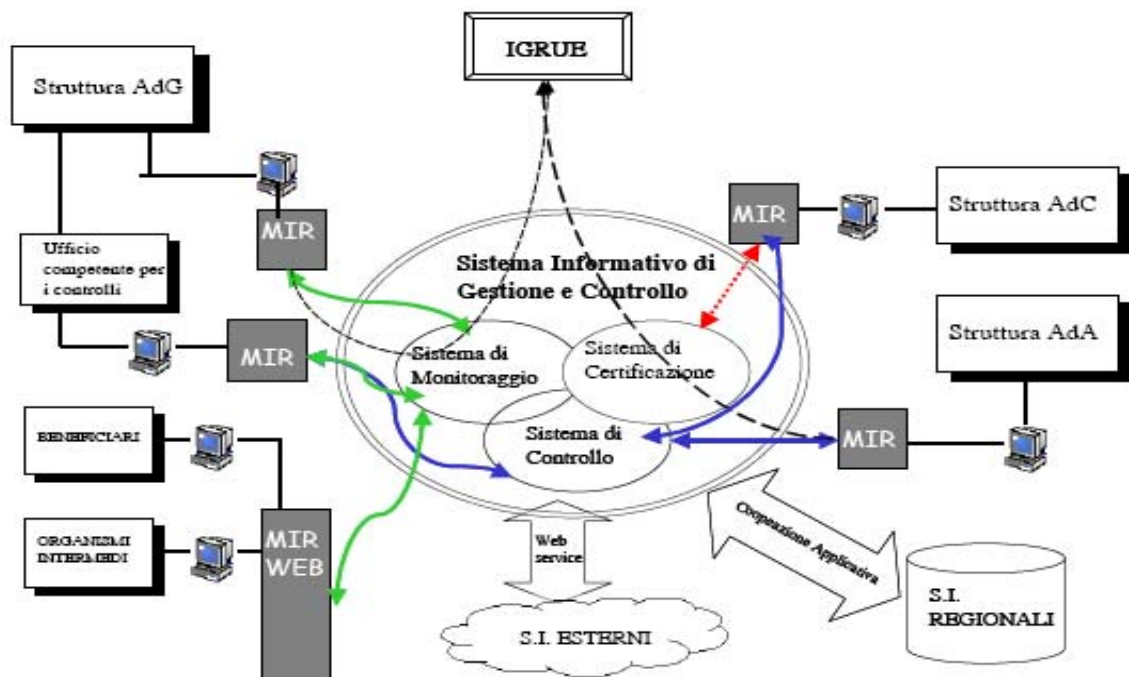 IGRUE
Struttura AdG
MIR
MIR
Struttura AdC
Ufficio
competente per
i controlli
Sistema Informativo di
Gestione e Controllo
MIR
Struttura AdA
Sistema di
Monitoraggio
Sistema di
Certificazione
BENEFICIARI
Sistema di
Controllo
MIR
ORGANISMI
INTERMEDI
MIR
WEB
Web
service
Coopeazione Applicativa
S.I. ESTERNI
S.I.
REGIONALI